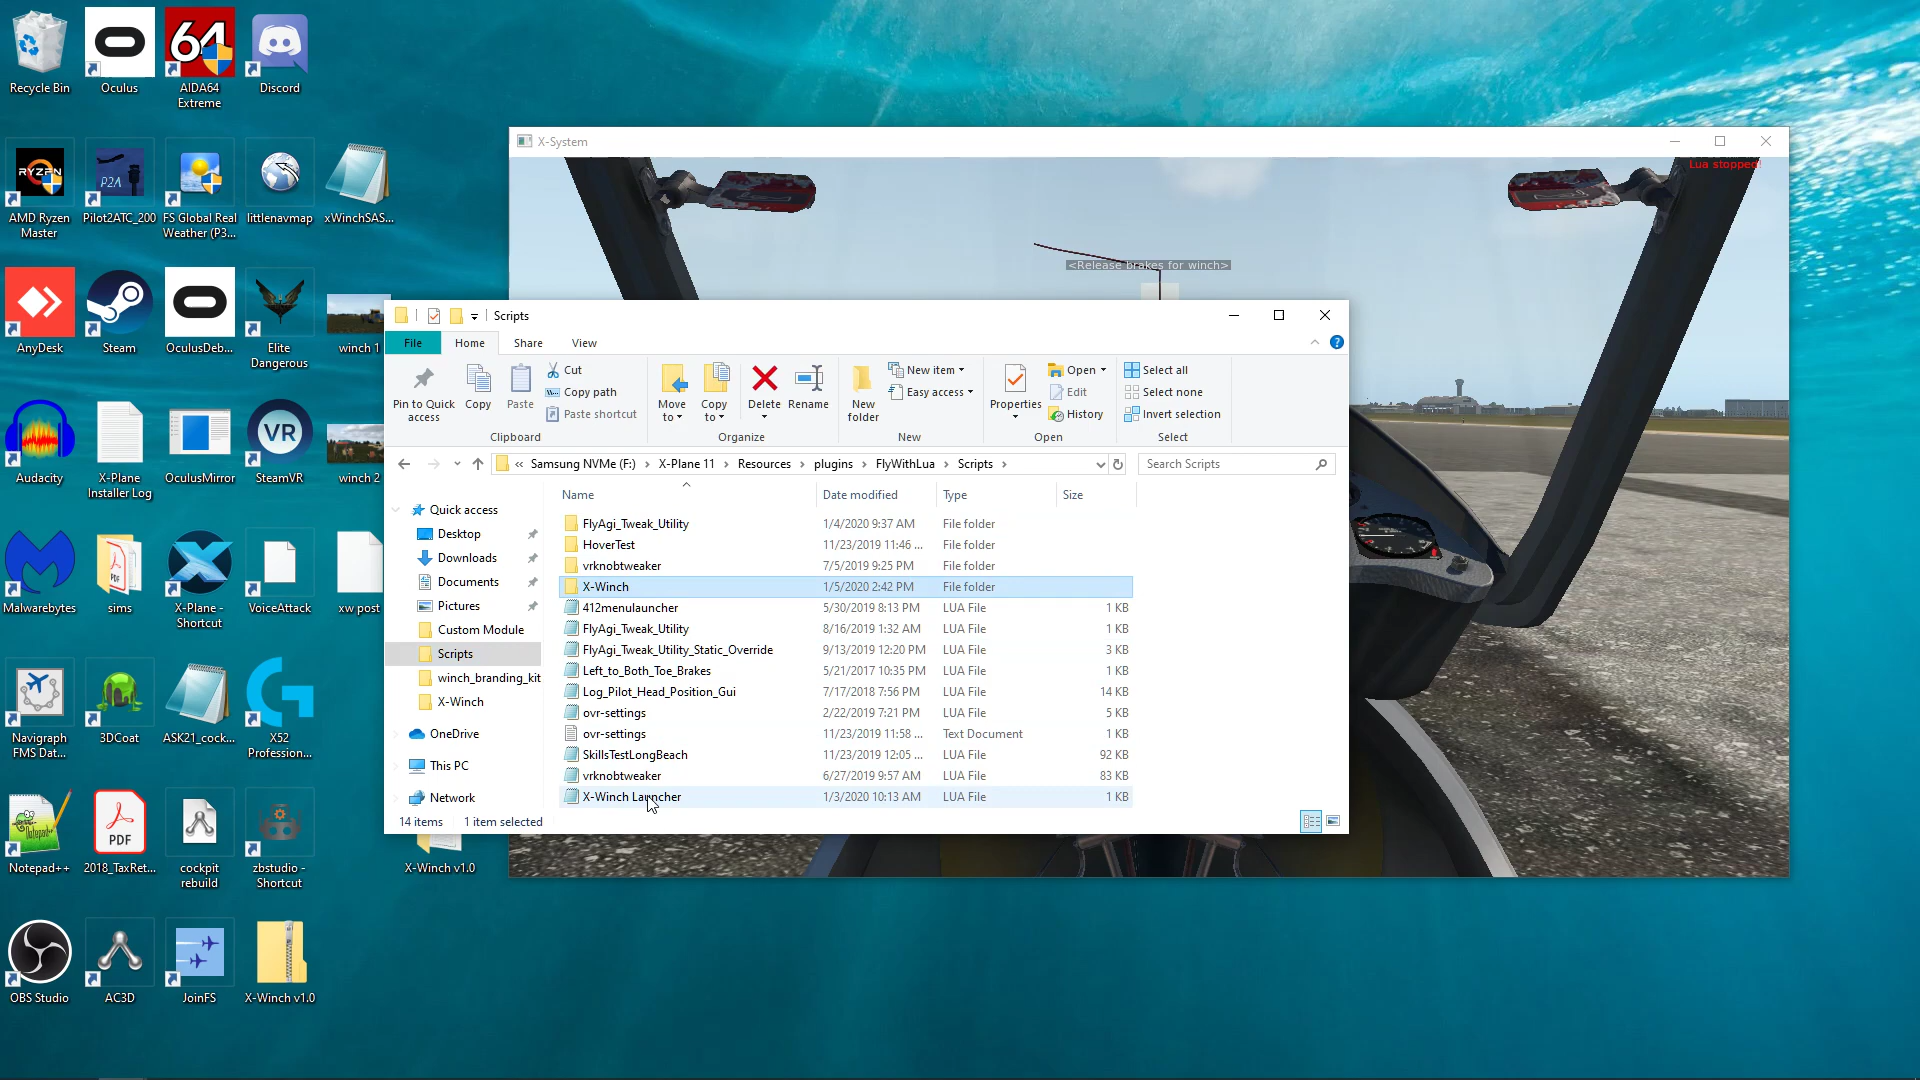 Recycle Bin
Oculus
AIDA64
Extreme
Discord
64
RYZEN
P2A
AMD Ryzen
Master
Pilot2ATC_200
FS Global Real
Weather (P3...
littlenavmap
xWinchSAS...
AnyDesk
Steam
OculusDeb...
Elite
Dangerous
winch 1
Audacity
X-Plane
Installer Log
OculusMirror
VR
SteamVR
winch 2
Malwarebytes
PDF
sims
X-Plane -
Shortcut
VoiceAttack
xw post
Navigraph
FMS Dat...
3DCoat
ASK21_cock...
X52
Profession...
Notepad++
PDF
2018_TaxRet...
cockpit
rebuild
zbstudio -
Shortcut
X-Winch v1.0
OBS Studio
AC3D
JoinFS
X-Winch v1.0
X-System
Lua stopped!
<Release brakes for winch>
Scripts
File
Home
Share
View
Pin to Quick
access
Copy
Paste
Cut
Copy path
Paste shortcut
Clipboard
Move
to
Copy
to
Delete
Rename
Organize
New
folder
New item
Easy access
New
Properties
Open
Edit
History
Open
Select all
Select none
Invert selection
Select
« Samsung NVMe (F:) › X-Plane 11 › Resources › plugins › FlyWithLua › Scripts ›
Search Scripts
Quick access
Desktop
Downloads
Documents
Pictures
Custom Module
Scripts
winch_branding_kit
X-Winch
OneDrive
This PC
Network
Name Date modified Type Size
FlyAgi_Tweak_Utility 1/4/2020 9:37 AM File folder
HoverTest 11/23/2019 11:46 ... File folder
vrknobtweaker 7/5/2019 9:25 PM File folder
X-Winch 1/5/2020 2:42 PM File folder
412menulauncher 5/30/2019 8:13 PM LUA File 1 KB
FlyAgi_Tweak_Utility 8/16/2019 1:32 AM LUA File 1 KB
FlyAgi_Tweak_Utility_Static_Override 9/13/2019 12:20 PM LUA File 3 KB
Left_to_Both_Toe_Brakes 5/21/2017 10:35 PM LUA File 1 KB
Log_Pilot_Head_Position_Gui 7/17/2018 7:56 PM LUA File 14 KB
ovr-settings 2/22/2019 7:21 PM LUA File 5 KB
ovr-settings 11/23/2019 11:58 ... Text Document 1 KB
SkillsTestLongBeach 11/23/2019 12:05 ... LUA File 92 KB
vrknobtweaker 6/27/2019 9:57 AM LUA File 83 KB
X-Winch Launcher 1/3/2020 10:13 AM LUA File 1 KB
14 items 1 item selected